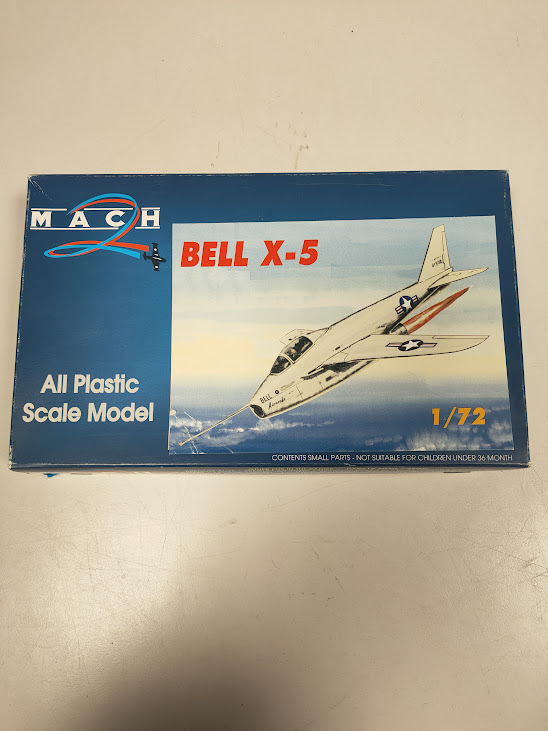 MACH 2
BELL X-5
All Plastic
Scale Model
BELL
1/72
CONTENTS SMALL PARTS - NOT SUITABLE FOR CHILDREN UNDER 36 MONTH